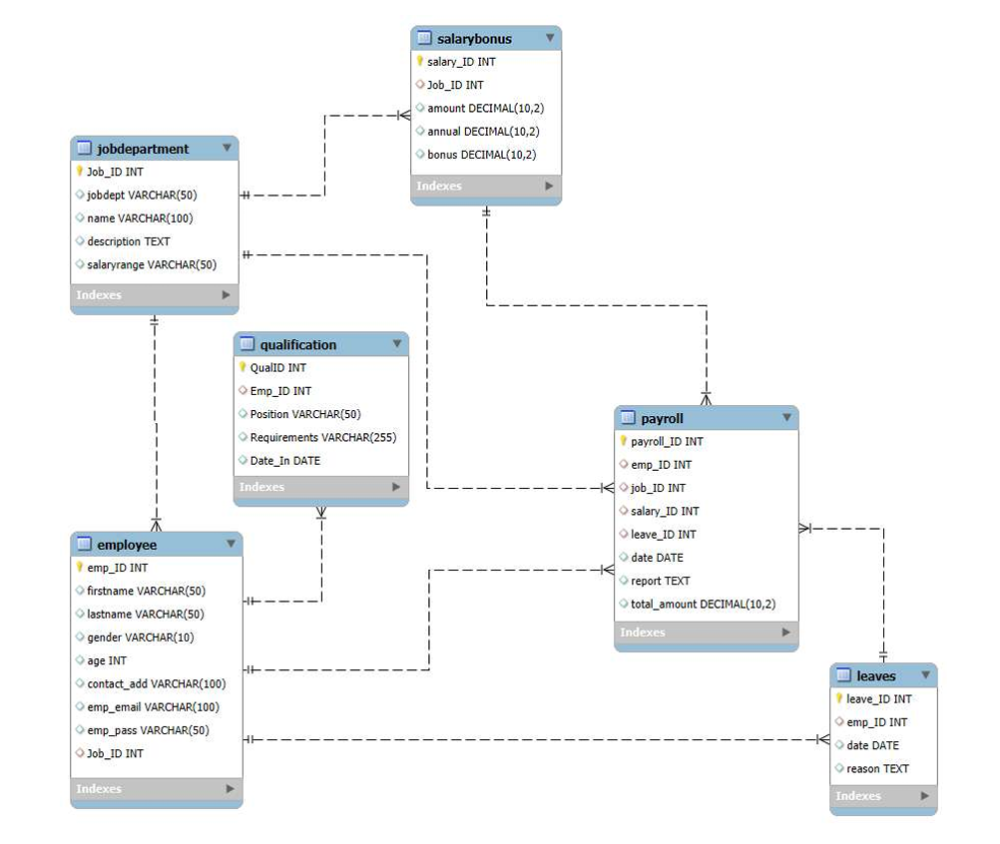 salarybonus
salary_ID INT
Job_ID INT
amount DECIMAL(10,2)
annual DECIMAL(10,2)
bonus DECIMAL(10,2)
Indexes
jobdepartment
Job_ID INT
jobdept VARCHAR(50)
name VARCHAR(100)
description TEXT
salaryrange VARCHAR(50)
Indexes
qualification
QualID INT
Emp_ID INT
Position VARCHAR(50)
Requirements VARCHAR(255)
Date_In DATE
Indexes
payroll
payroll_ID INT
emp_ID INT
job_ID INT
salary_ID INT
leave_ID INT
date DATE
report TEXT
total_amount DECIMAL(10,2)
Indexes
employee
emp_ID INT
firstname VARCHAR(50)
lastname VARCHAR(50)
gender VARCHAR(10)
age INT
contact_add VARCHAR(100)
emp_email VARCHAR(100)
emp_pass VARCHAR(50)
Job_ID INT
Indexes
leaves
leave_ID INT
emp_ID INT
date DATE
reason TEXT
Indexes